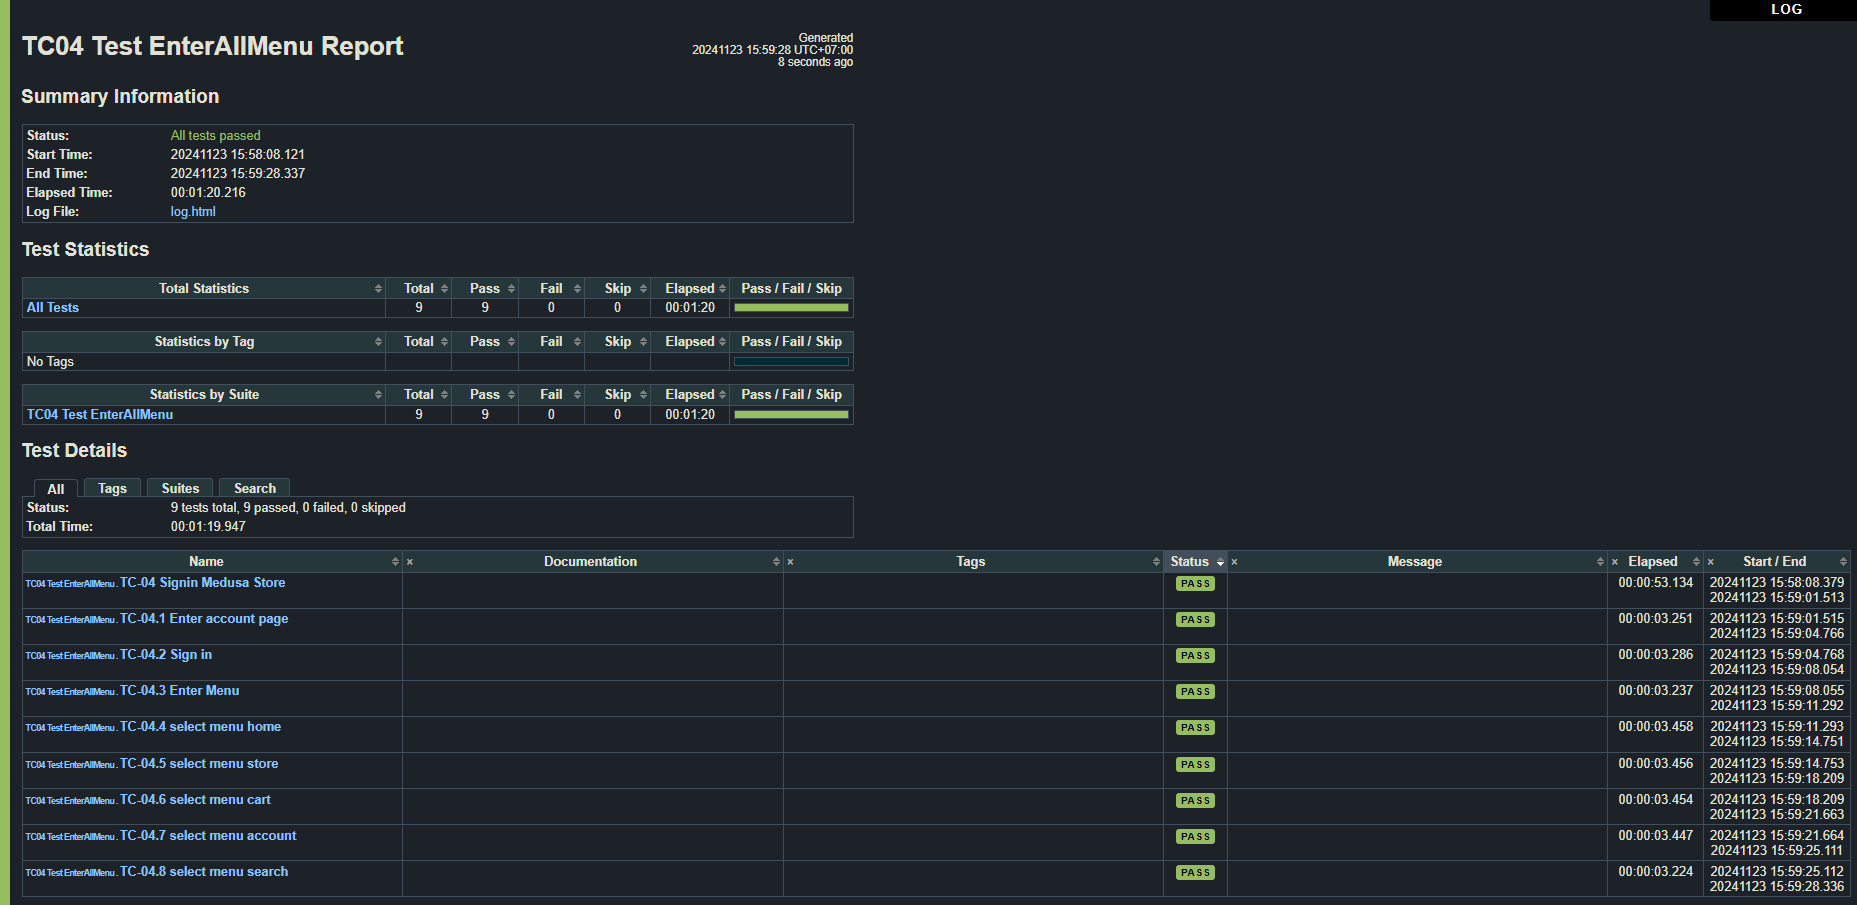 LOG
TC04 Test EnterAllMenu Report
Generated
20241123 15:59:28 UTC+07:00
8 seconds ago
Summary Information
Status: All tests passed
Start Time: 20241123 15:58:08.121
End Time: 20241123 15:59:28.337
Elapsed Time: 00:01:20.216
Log File: log.html
Test Statistics
Total Statistics Total Pass Fail Skip Elapsed Pass / Fail / Skip
All Tests 9 9 0 0 00:01:20
Statistics by Tag Total Pass Fail Skip Elapsed Pass / Fail / Skip
No Tags
Statistics by Suite Total Pass Fail Skip Elapsed Pass / Fail / Skip
TC04 Test EnterAllMenu 9 9 0 0 00:01:20
Test Details
All Tags Suites Search
Status: 9 tests total, 9 passed, 0 failed, 0 skipped
Total Time: 00:01:19.947
Name × Documentation × Tags Status × Message × Elapsed × Start / End
TC04 Test EnterAllMenu . TC-04 Signin Medusa Store PASS 00:00:53.134 20241123 15:58:08.379
20241123 15:59:01.513
TC04 Test EnterAllMenu . TC-04.1 Enter account page PASS 00:00:03.251 20241123 15:59:01.515
20241123 15:59:04.766
TC04 Test EnterAllMenu . TC-04.2 Sign in PASS 00:00:03.286 20241123 15:59:04.768
20241123 15:59:08.054
TC04 Test EnterAllMenu . TC-04.3 Enter Menu PASS 00:00:03.237 20241123 15:59:08.055
20241123 15:59:11.292
TC04 Test EnterAllMenu . TC-04.4 select menu home PASS 00:00:03.458 20241123 15:59:11.293
20241123 15:59:14.751
TC04 Test EnterAllMenu . TC-04.5 select menu store PASS 00:00:03.456 20241123 15:59:14.753
20241123 15:59:18.209
TC04 Test EnterAllMenu . TC-04.6 select menu cart PASS 00:00:03.454 20241123 15:59:18.209
20241123 15:59:21.663
TC04 Test EnterAllMenu . TC-04.7 select menu account PASS 00:00:03.447 20241123 15:59:21.664
20241123 15:59:25.111
TC04 Test EnterAllMenu . TC-04.8 select menu search PASS 00:00:03.224 20241123 15:59:25.112
20241123 15:59:28.336